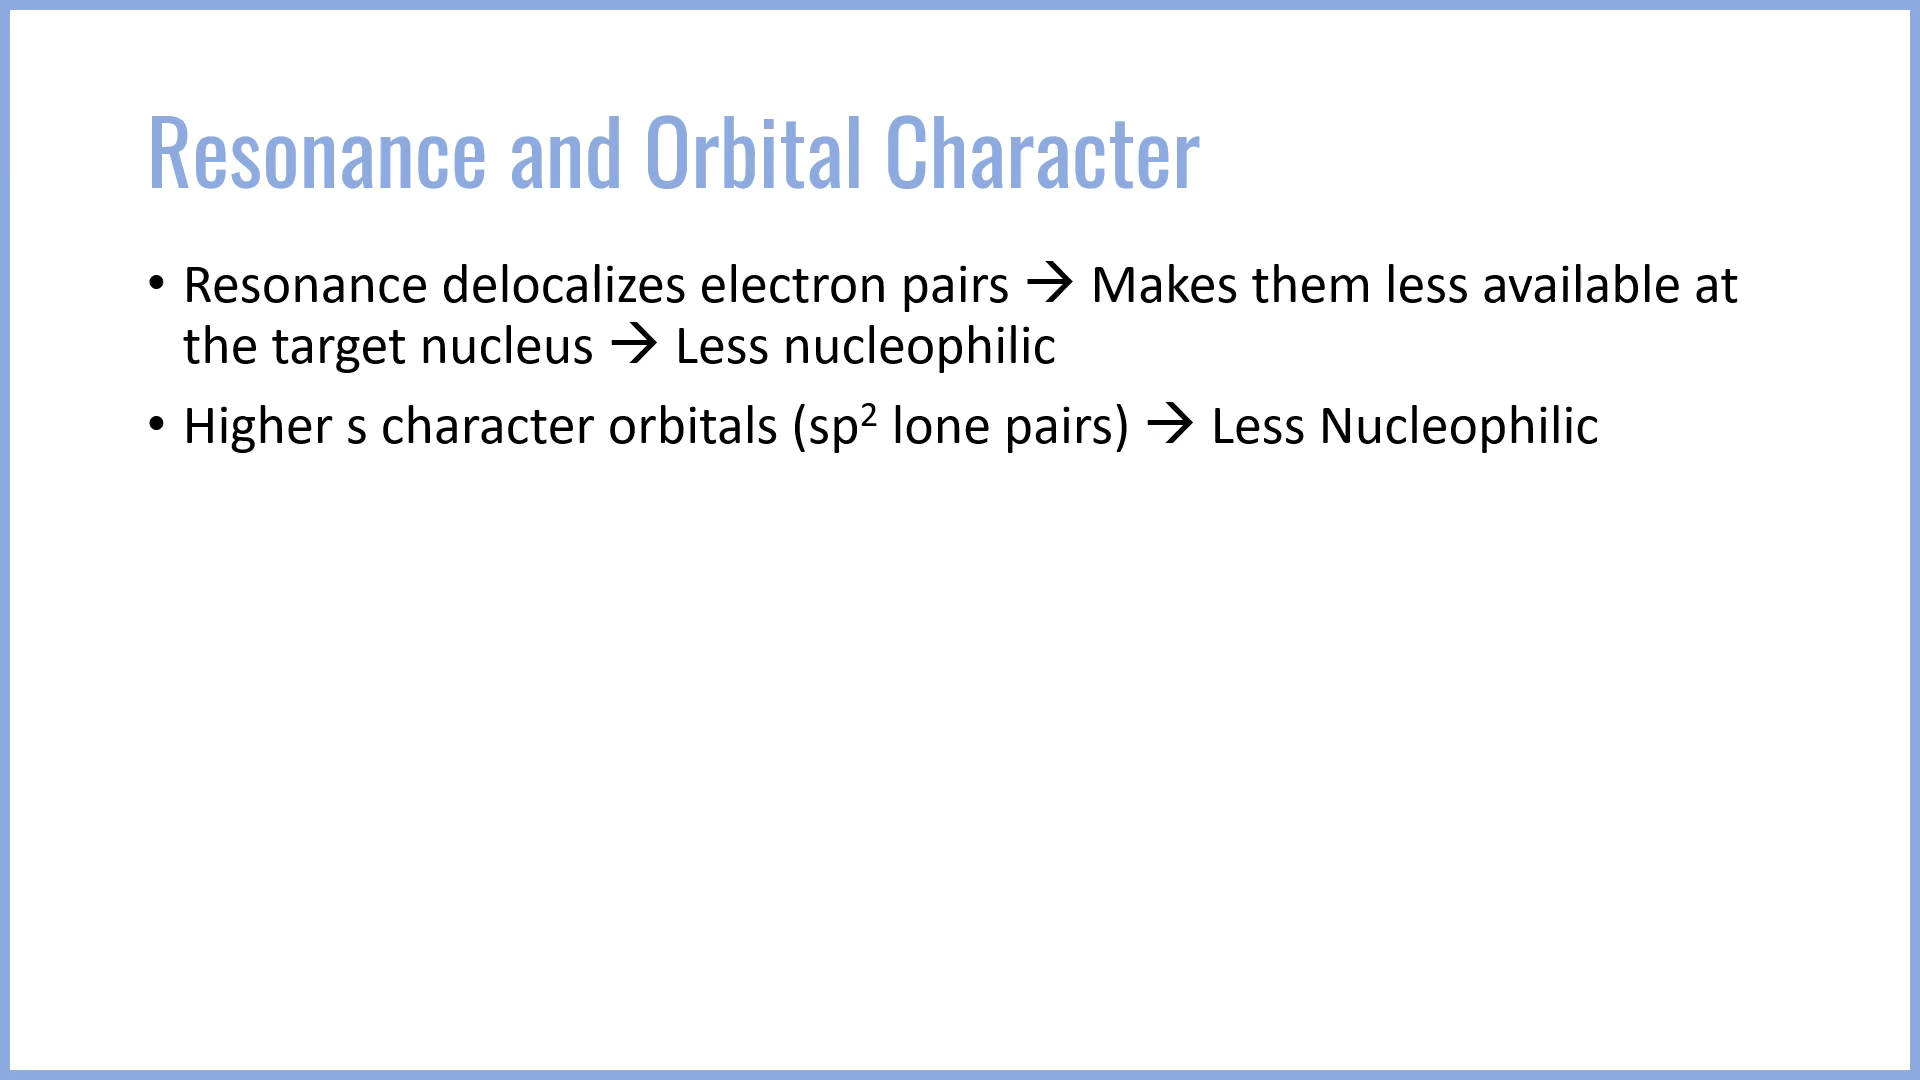 Resonance and Orbital Character
• Resonance delocalizes electron pairs → Makes them less available at
the target nucleus → Less nucleophilic
• Higher s character orbitals (sp² lone pairs) → Less Nucleophilic